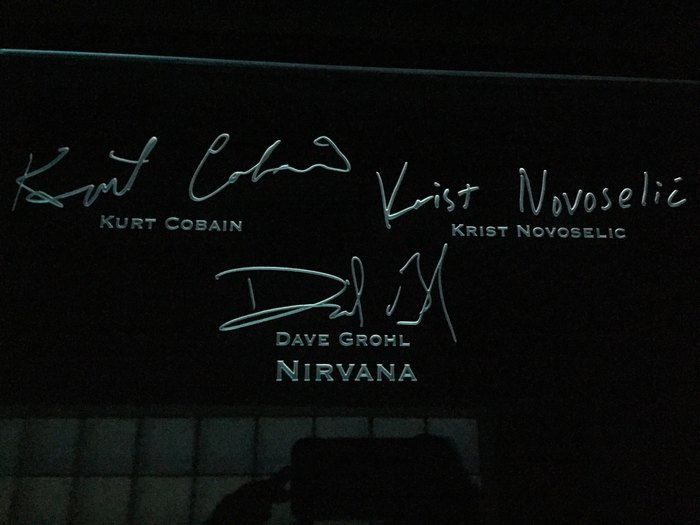 Kurt Cobain
KURT COBAIN
Krist Novoselić
KRIST NOVOSELIC
DAVE GROHL
NIRVANA